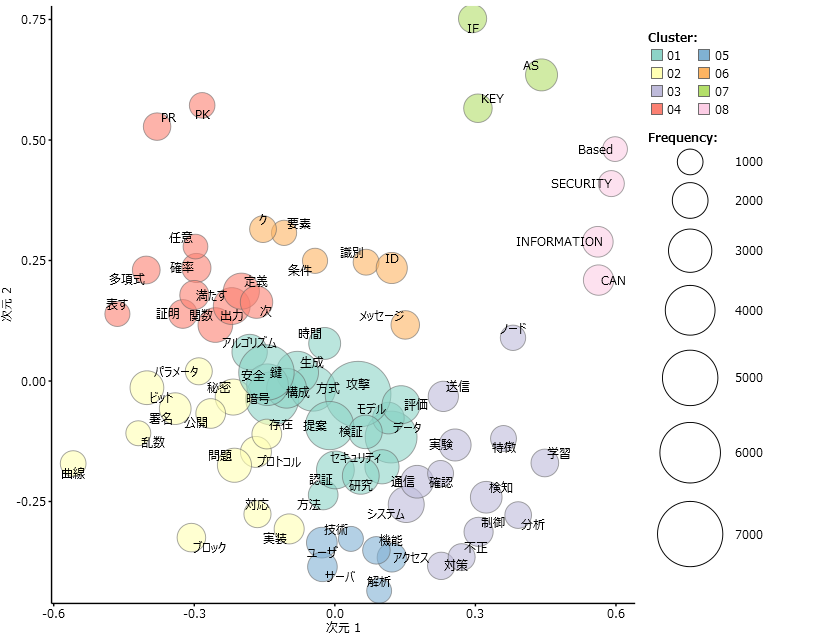 0.75
0.50
0.25
0.00
-0.25
-0.6
-0.3
0.0
0.3
0.6
次元 1
次元 2
IF
AS
KEY
PR
PK
Based
SECURITY
INFORMATION
CAN
ク
要素
任意
確率
多項式
条件
識別
ID
定義
満たす
表す
証明
関数
出力
次
メッセージ
ノード
時間
アルゴリズム
生成
パラメータ
安全
鍵
秘密
構成
方式
攻撃
暗号
モデル
評価
送信
ビット
署名
公開
存在
提案
検証
データ
乱数
実験
特徴
学習
問題
プロトコル
セキュリティ
曲線
認証
研究
通信
確認
検知
対応
方法
システム
制御
分析
ブロック
実装
技術
機能
ユーザ
アクセス
不正
対策
サーバ
解析
Cluster:
01 05
02 06
03 07
04 08
Frequency:
1000
2000
3000
4000
5000
6000
7000